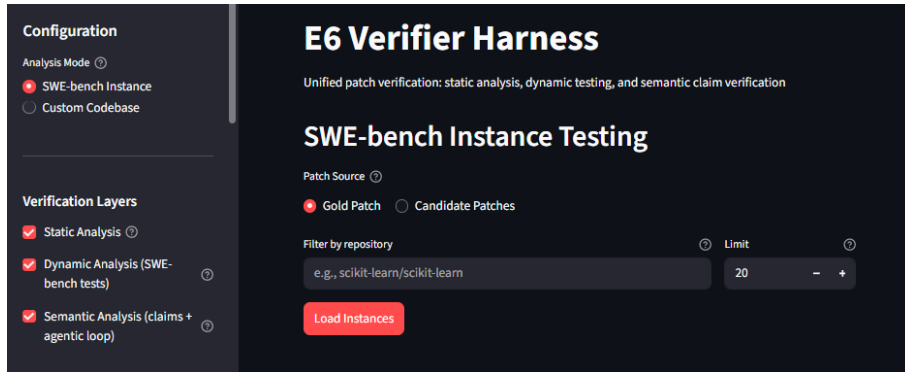 Configuration
Analysis Mode
SWE-bench Instance
Custom Codebase
Verification Layers
Static Analysis
Dynamic Analysis (SWE-
bench tests)
Semantic Analysis (claims +
agentic loop)
E6 Verifier Harness
Unified patch verification: static analysis, dynamic testing, and semantic claim verification
SWE-bench Instance Testing
Patch Source
Gold Patch Candidate Patches
Filter by repository Limit
e.g., scikit-learn/scikit-learn 20 − +
Load Instances